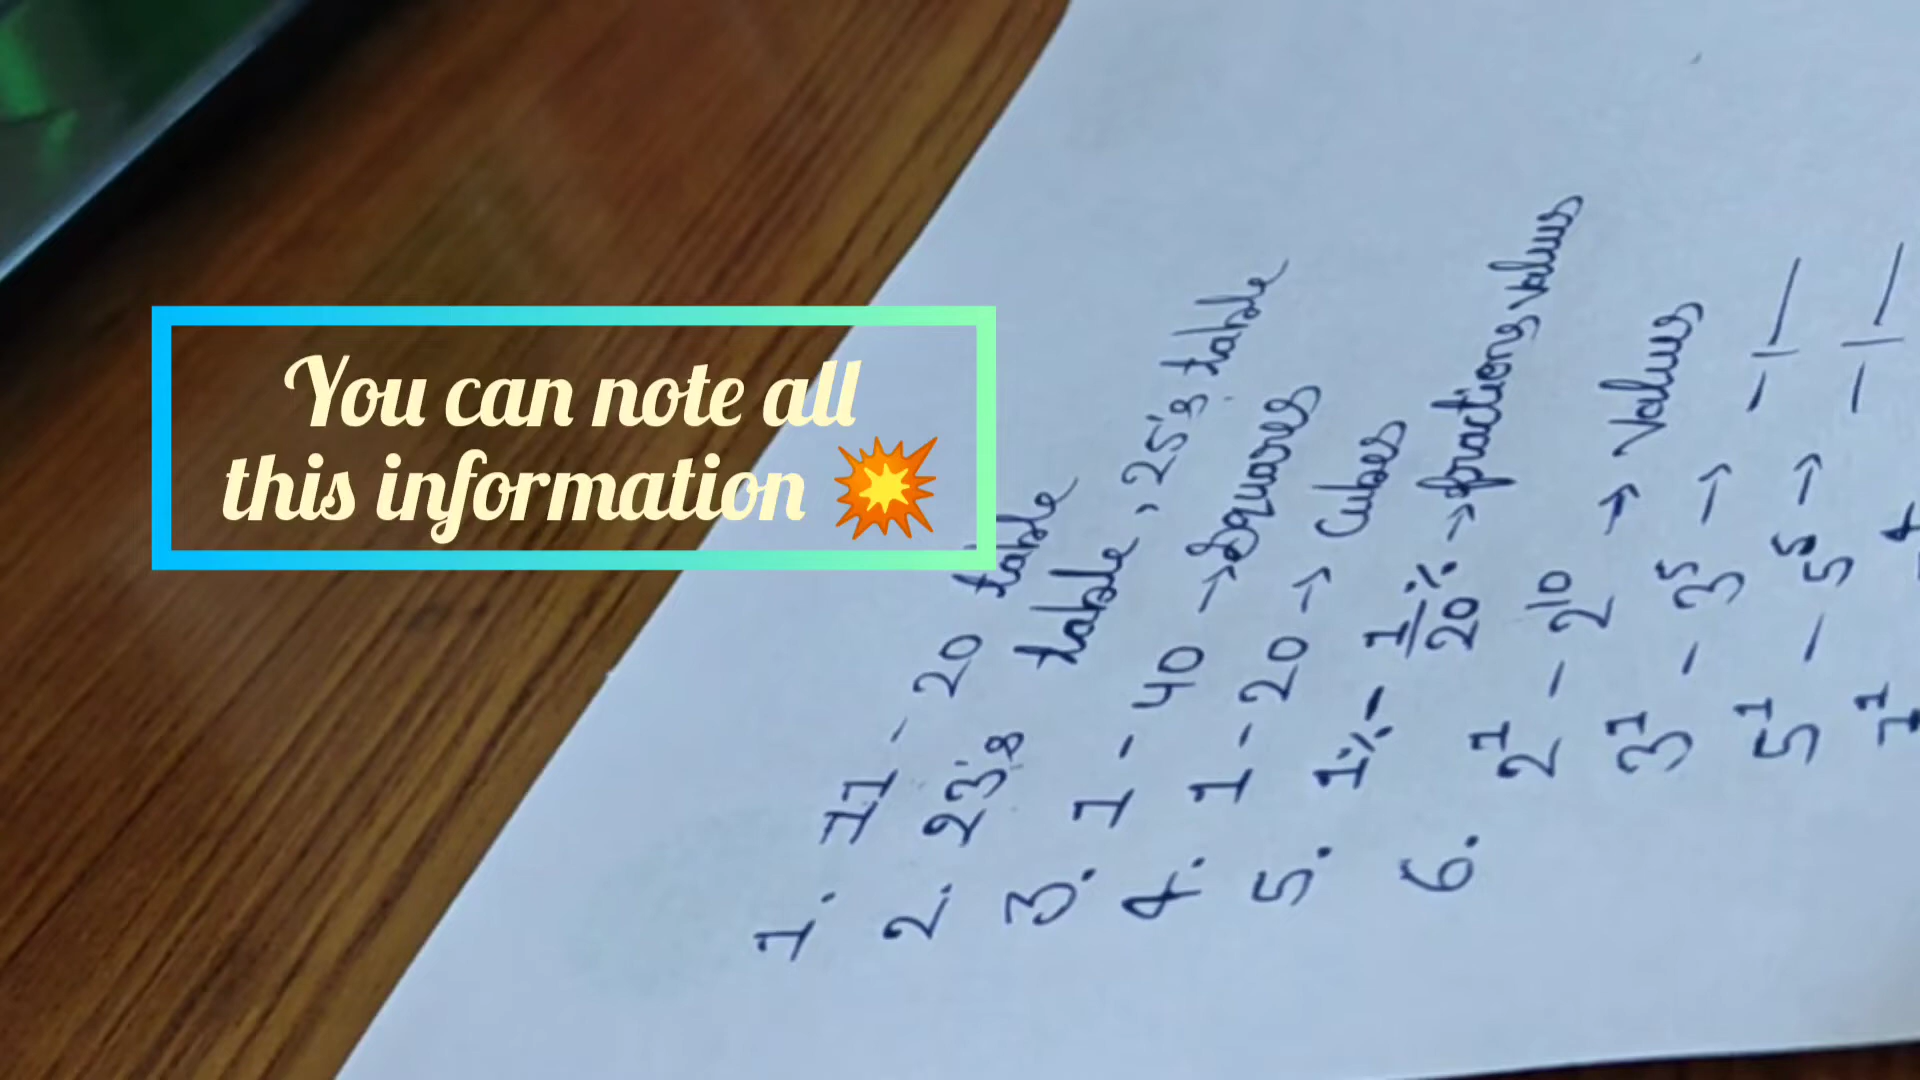 You can note all
this information 💥
1. 11 - 20 table
2. 23's table, 25's table
3. 1 - 40 → Squares
4. 1 - 20 → Cubes
5. 1% - 1/20% → fractions values
6. 2¹ - 2¹⁰ → values
3¹ - 3⁵ → -|-
5¹ - 5⁵ → -|-